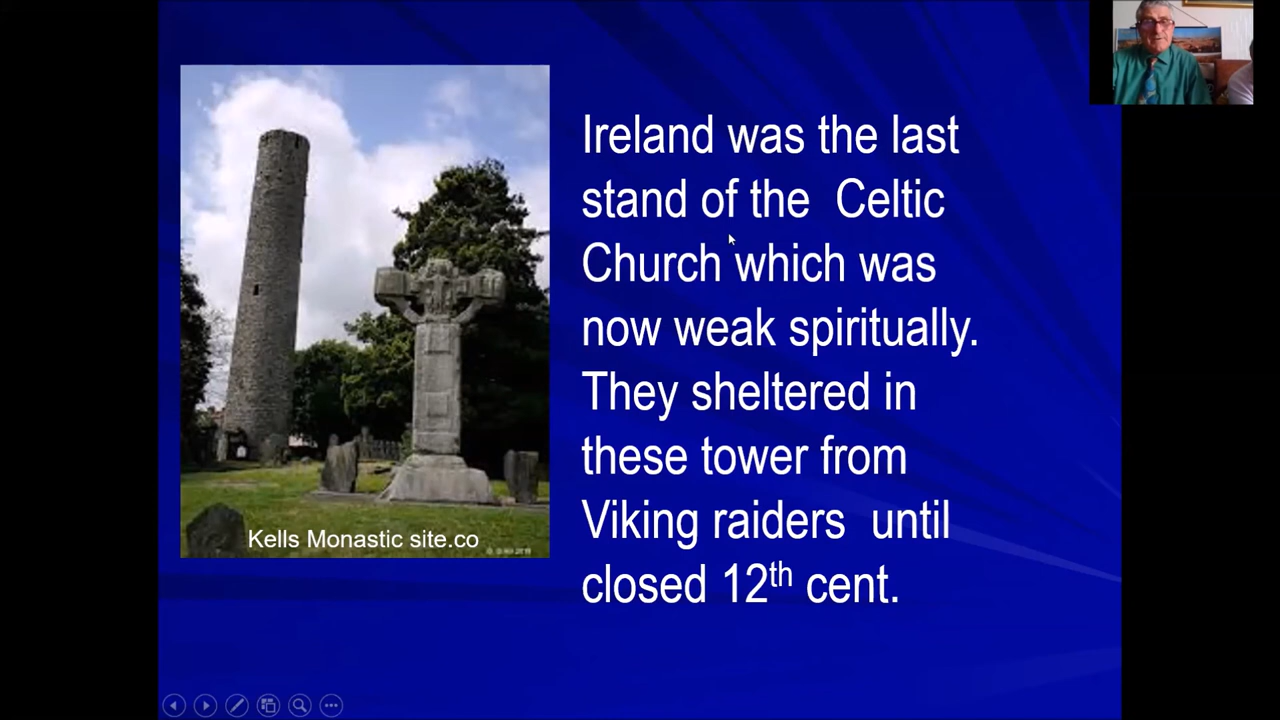 Ireland was the last
stand of the Celtic
Church which was
now weak spiritually.
They sheltered in
these tower from
Viking raiders until
closed 12th cent.
Kells Monastic site.co